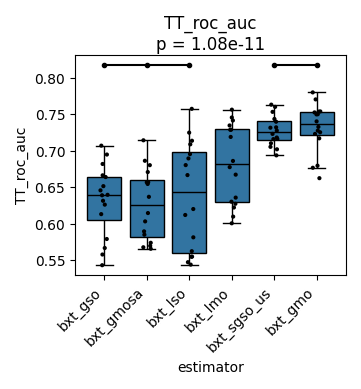 TT_roc_auc
p = 1.08e-11
TT_roc_auc
0.80
0.75
0.70
0.65
0.60
0.55
bxt_gso
bxt_gmosa
bxt_lso
bxt_lmo
bxt_sgso_us
bxt_gmo
estimator